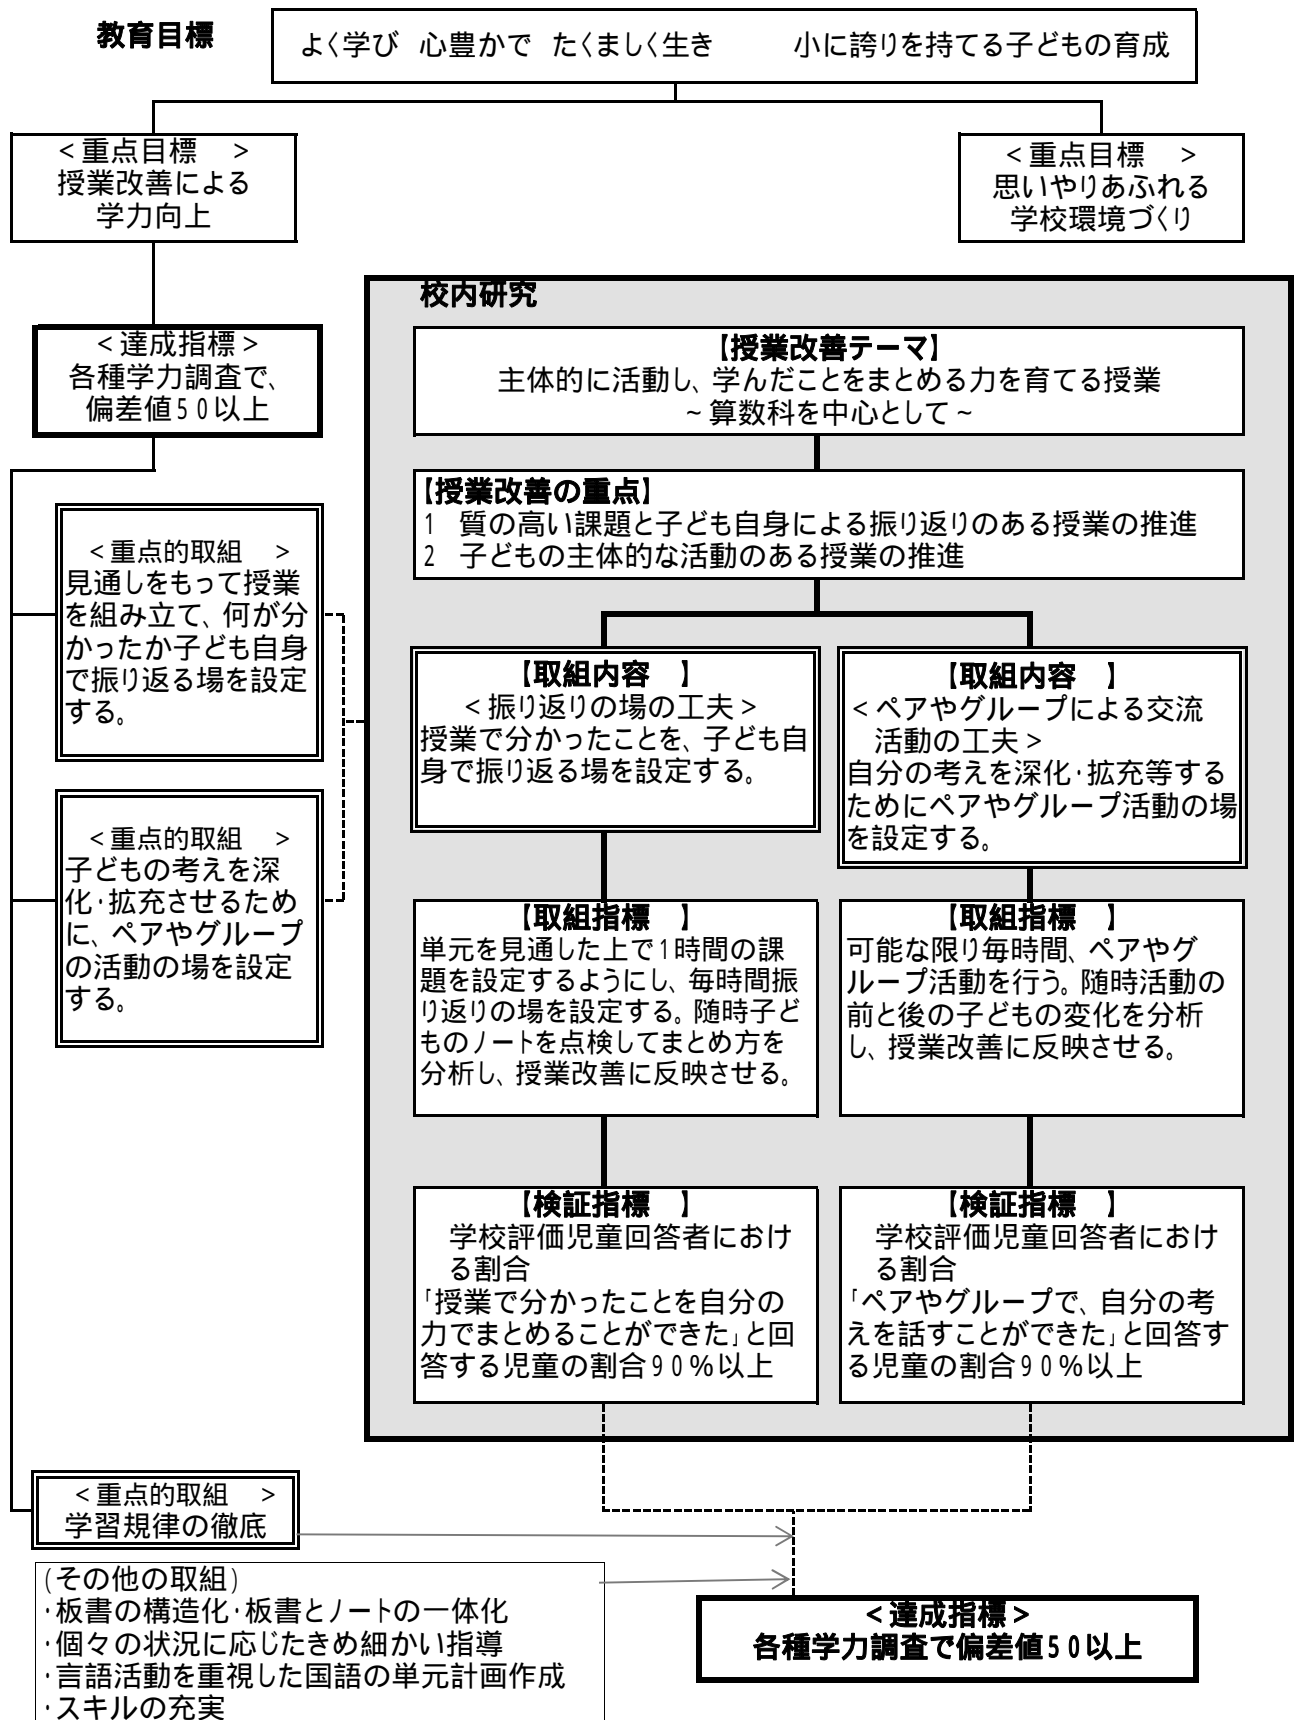 教育目標
よく学び 心豊かで たくましく生き　　小に誇りを持てる子どもの育成
<重点目標　>
授業改善による
学力向上
<重点目標　>
思いやりあふれる
学校環境づくり
<達成指標>
各種学力調査で、
偏差値50以上
<重点的取組　>
見通しをもって授業
を組み立て、何が分
かったか子ども自身
で振り返る場を設定
する。
<重点的取組　>
子どもの考えを深
化・拡充させるため
に、ペアやグループ
の活動の場を設定
する。
校内研究
【授業改善テーマ】
主体的に活動し、学んだことをまとめる力を育てる授業
~算数科を中心として~
【授業改善の重点】
1　質の高い課題と子ども自身による振り返りのある授業の推進
2　子どもの主体的な活動のある授業の推進
【取組内容　】
<振り返りの場の工夫>
授業で分かったことを、子ども自
身で振り返る場を設定する。
【取組指標　】
単元を見通した上で1時間の課
題を設定するようにし、毎時間振
り返りの場を設定する。随時子ど
ものノートを点検してまとめ方を
分析し、授業改善に反映させる。
【検証指標　】
学校評価児童回答者におけ
る割合
「授業で分かったことを自分の
力でまとめることができた」と回
答する児童の割合90%以上
【取組内容　】
<ペアやグループによる交流
活動の工夫>
自分の考えを深化・拡充等する
ためにペアやグループ活動の場
を設定する。
【取組指標　】
可能な限り毎時間、ペアやグ
ループ活動を行う。随時活動の
前と後の子どもの変化を分析
し、授業改善に反映させる。
【検証指標　】
学校評価児童回答者におけ
る割合
「ペアやグループで、自分の考
えを話すことができた」と回答す
る児童の割合90%以上
<重点的取組　>
学習規律の徹底
(その他の取組)
・板書の構造化・板書とノートの一体化
・個々の状況に応じたきめ細かい指導
・言語活動を重視した国語の単元計画作成
・スキルの充実
<達成指標>
各種学力調査で偏差値50以上